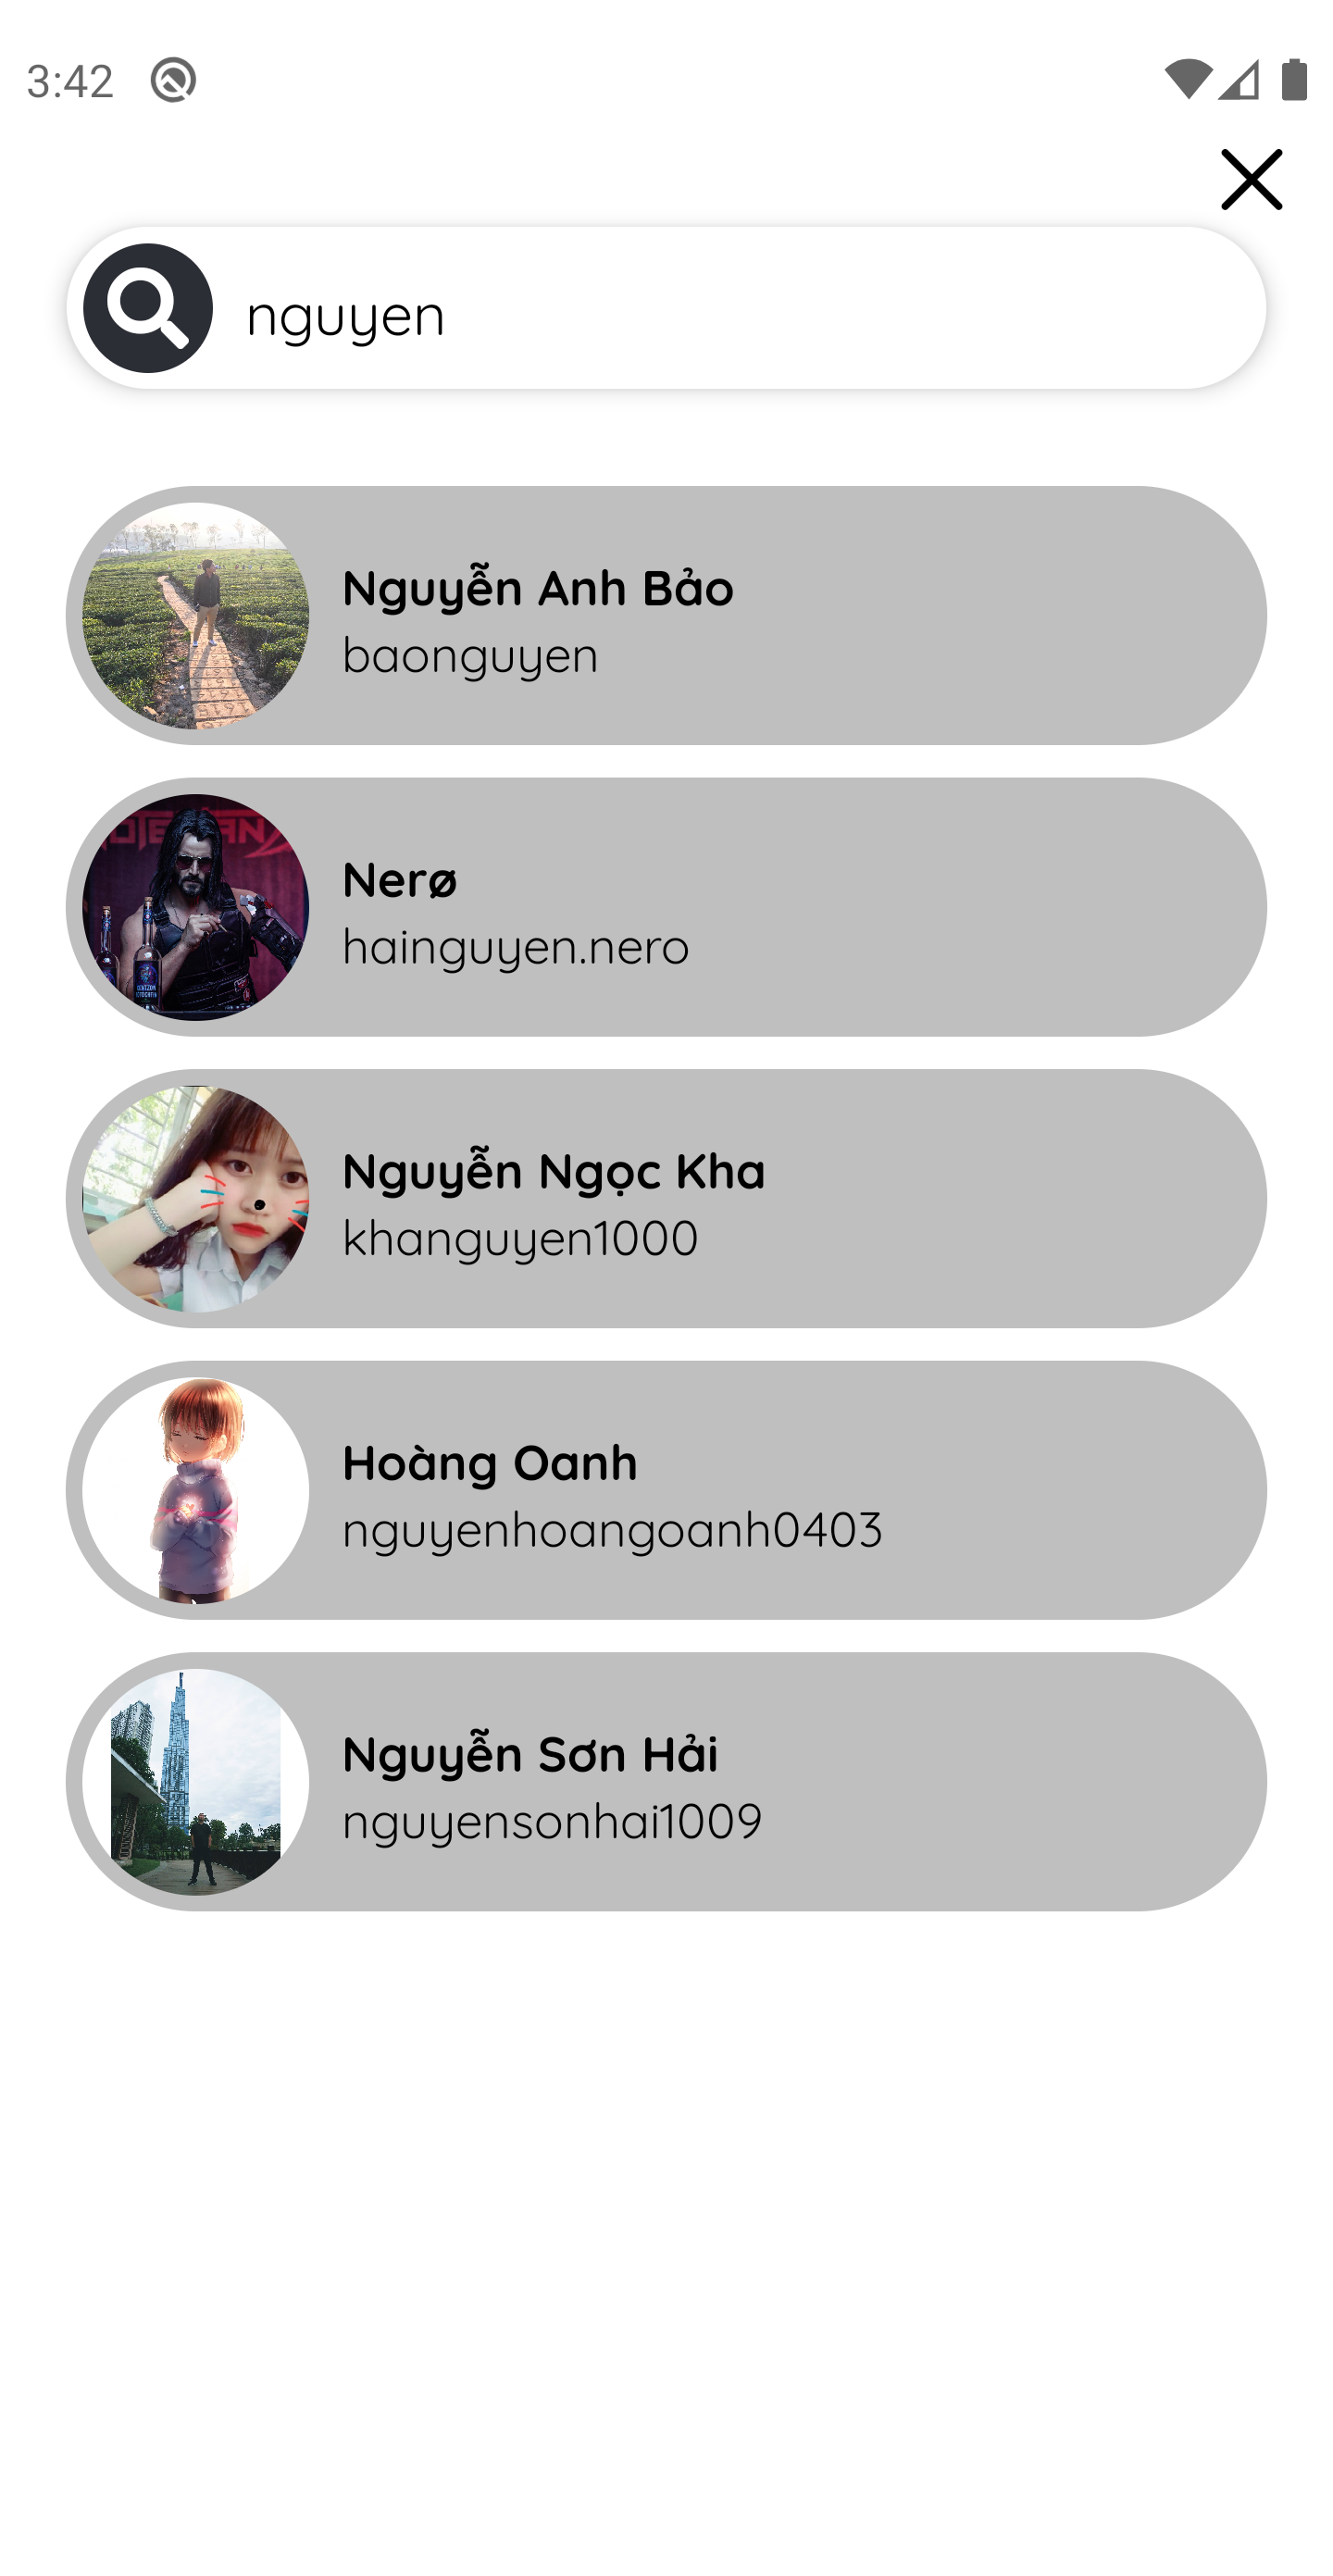 3:42
nguyen
Nguyễn Anh Bảo
baonguyen
Nerø
hainguyen.nero
Nguyễn Ngọc Kha
khanguyen1000
Hoàng Oanh
nguyenhoangoanh0403
Nguyễn Sơn Hải
nguyensonhai1009